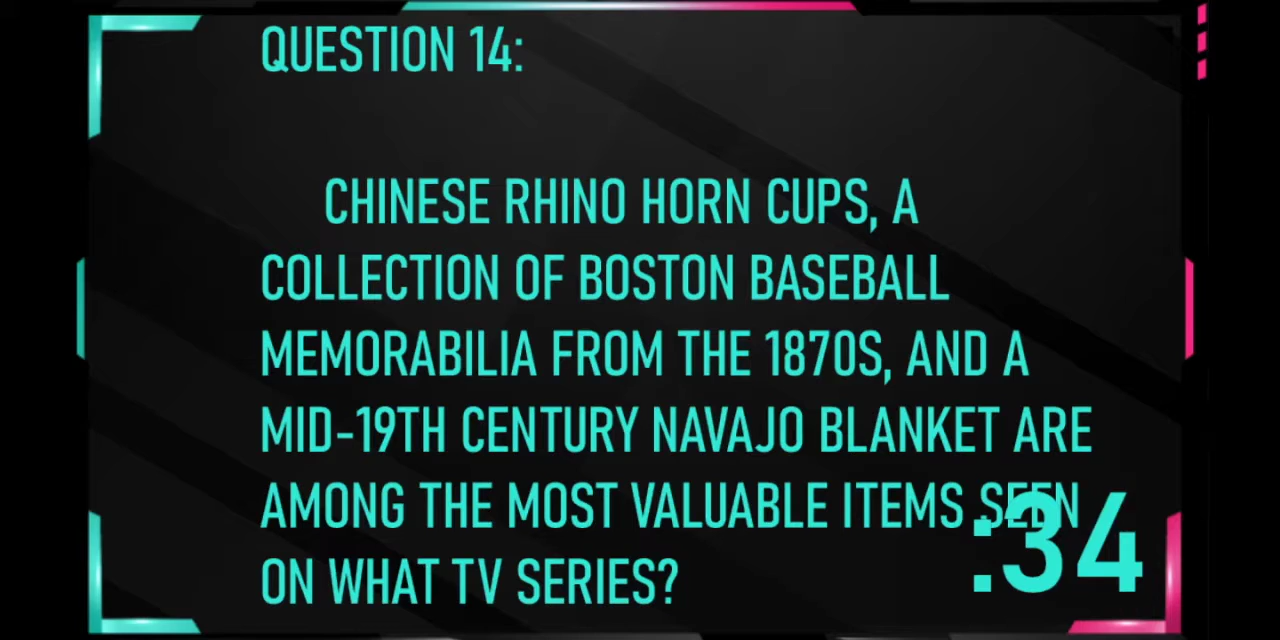 QUESTION 14:
CHINESE RHINO HORN CUPS, A
COLLECTION OF BOSTON BASEBALL
MEMORABILIA FROM THE 1870S, AND A
MID-19TH CENTURY NAVAJO BLANKET ARE
AMONG THE MOST VALUABLE ITEMS SEEN
ON WHAT TV SERIES?
:34